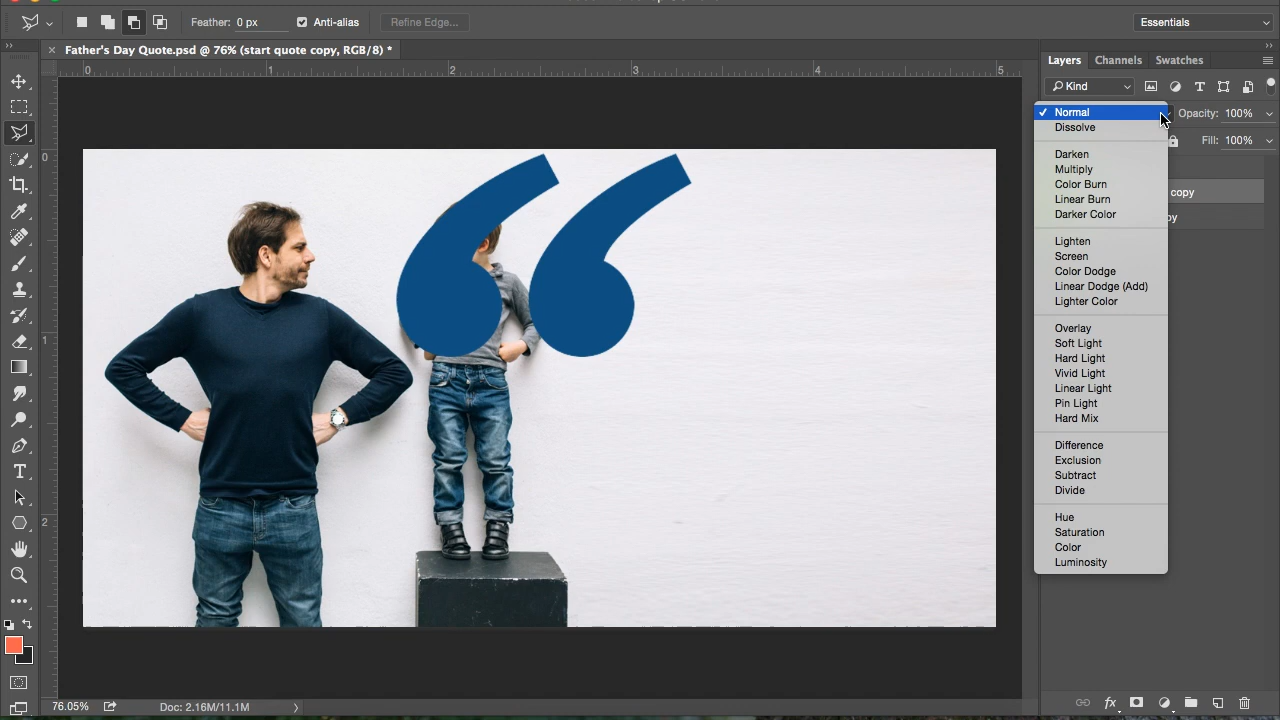 Feather: 0 px Anti-alias Refine Edge... Essentials
Father's Day Quote.psd @ 76% (start quote copy, RGB/8) *
Layers Channels Swatches
0 1 2 3 4 5
Kind
Normal Opacity: 100%
Dissolve
Fill: 100%
Darken
0
Multiply
Color Burn
copy
Linear Burn
Darker Color
Lighten
Screen
Color Dodge
Linear Dodge (Add)
Lighter Color
Overlay
1
Soft Light
Hard Light
Vivid Light
Linear Light
Pin Light
Hard Mix
Difference
Exclusion
Subtract
Divide
Hue
2
Saturation
Color
Luminosity
76.05% Doc: 2.16M/11.1M
fx